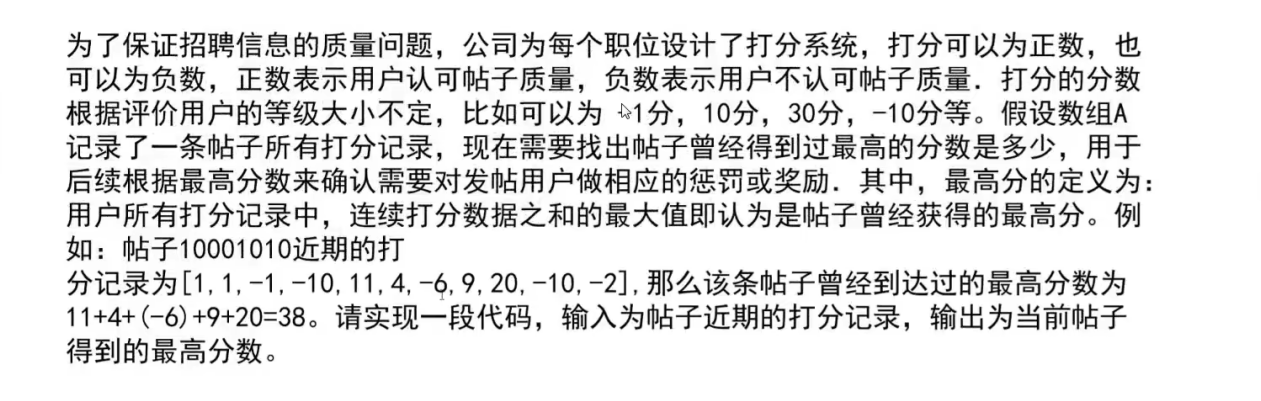 为了保证招聘信息的质量问题，公司为每个职位设计了打分系统，打分可以为正数，也
可以为负数，正数表示用户认可帖子质量，负数表示用户不认可帖子质量．打分的分数
根据评价用户的等级大小不定，比如可以为 -1分，10分，30分，-10分等。假设数组A
记录了一条帖子所有打分记录，现在需要找出帖子曾经得到过最高的分数是多少，用于
后续根据最高分数来确认需要对发帖用户做相应的惩罚或奖励．其中，最高分的定义为：
用户所有打分记录中，连续打分数据之和的最大值即认为是帖子曾经获得的最高分。例
如：帖子10001010近期的打
分记录为[1,1,-1,-10,11,4,-6,9,20,-10,-2],那么该条帖子曾经到达过的最高分数为
11+4+(-6)+9+20=38。请实现一段代码，输入为帖子近期的打分记录，输出为当前帖子
得到的最高分数。